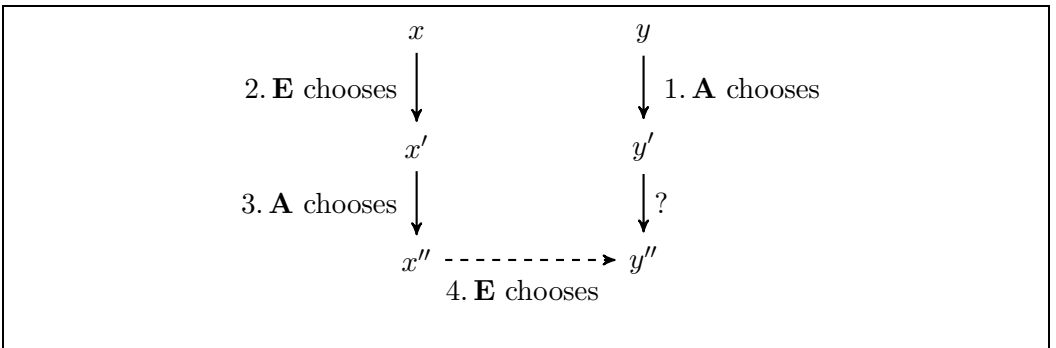 x y
2. E chooses 1. A chooses
x′ y′
3. A chooses ?
x″ y″
4. E chooses